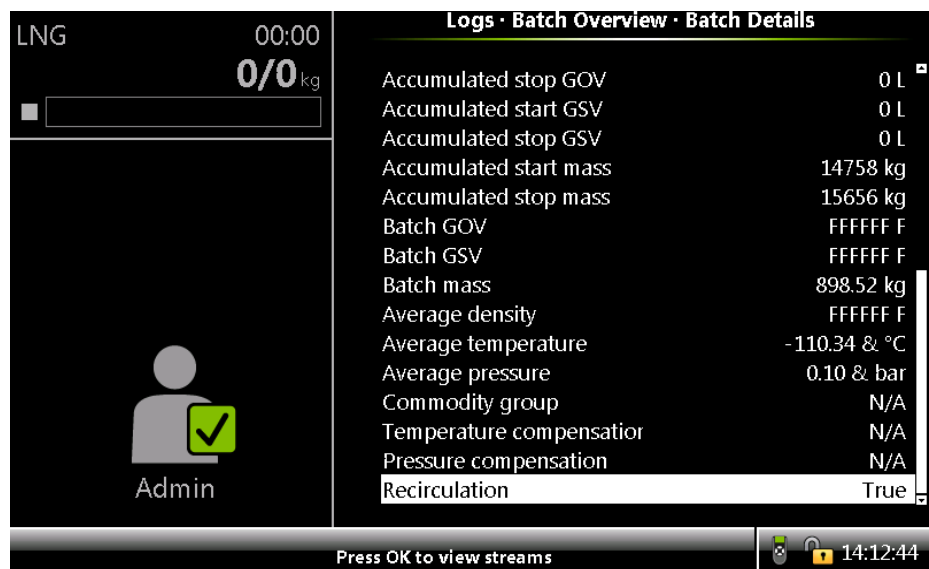 LNG 00:00
0/0 kg
Admin
Logs · Batch Overview · Batch Details
Accumulated stop GOV 0 L
Accumulated start GSV 0 L
Accumulated stop GSV 0 L
Accumulated start mass 14758 kg
Accumulated stop mass 15656 kg
Batch GOV FFFFFF F
Batch GSV FFFFFF F
Batch mass 898.52 kg
Average density FFFFFF F
Average temperature -110.34 & °C
Average pressure 0.10 & bar
Commodity group N/A
Temperature compensatior N/A
Pressure compensation N/A
Recirculation True
Press OK to view streams 14:12:44